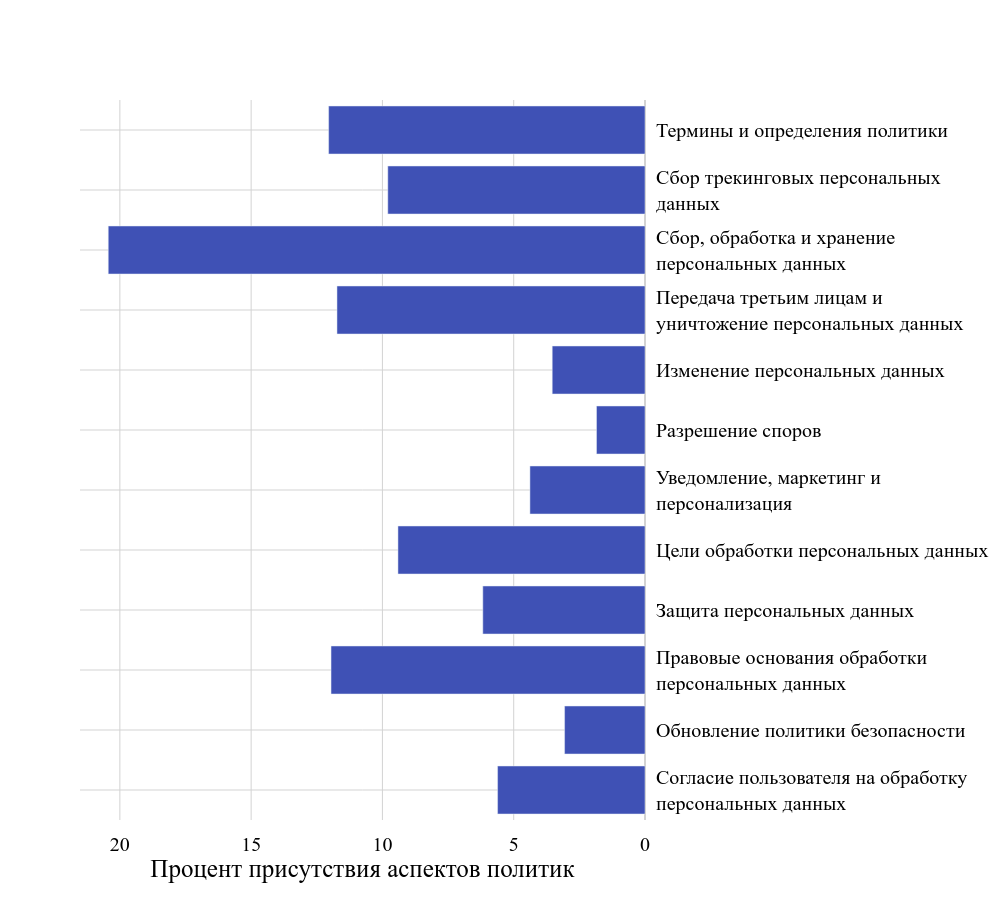 Термины и определения политики
Сбор трекинговых персональных
данных
Сбор, обработка и хранение
персональных данных
Передача третьим лицам и
уничтожение персональных данных
Изменение персональных данных
Разрешение споров
Уведомление, маркетинг и
персонализация
Цели обработки персональных данных
Защита персональных данных
Правовые основания обработки
персональных данных
Обновление политики безопасности
Согласие пользователя на обработку
персональных данных
20 15 10 5 0
Процент присутствия аспектов политик